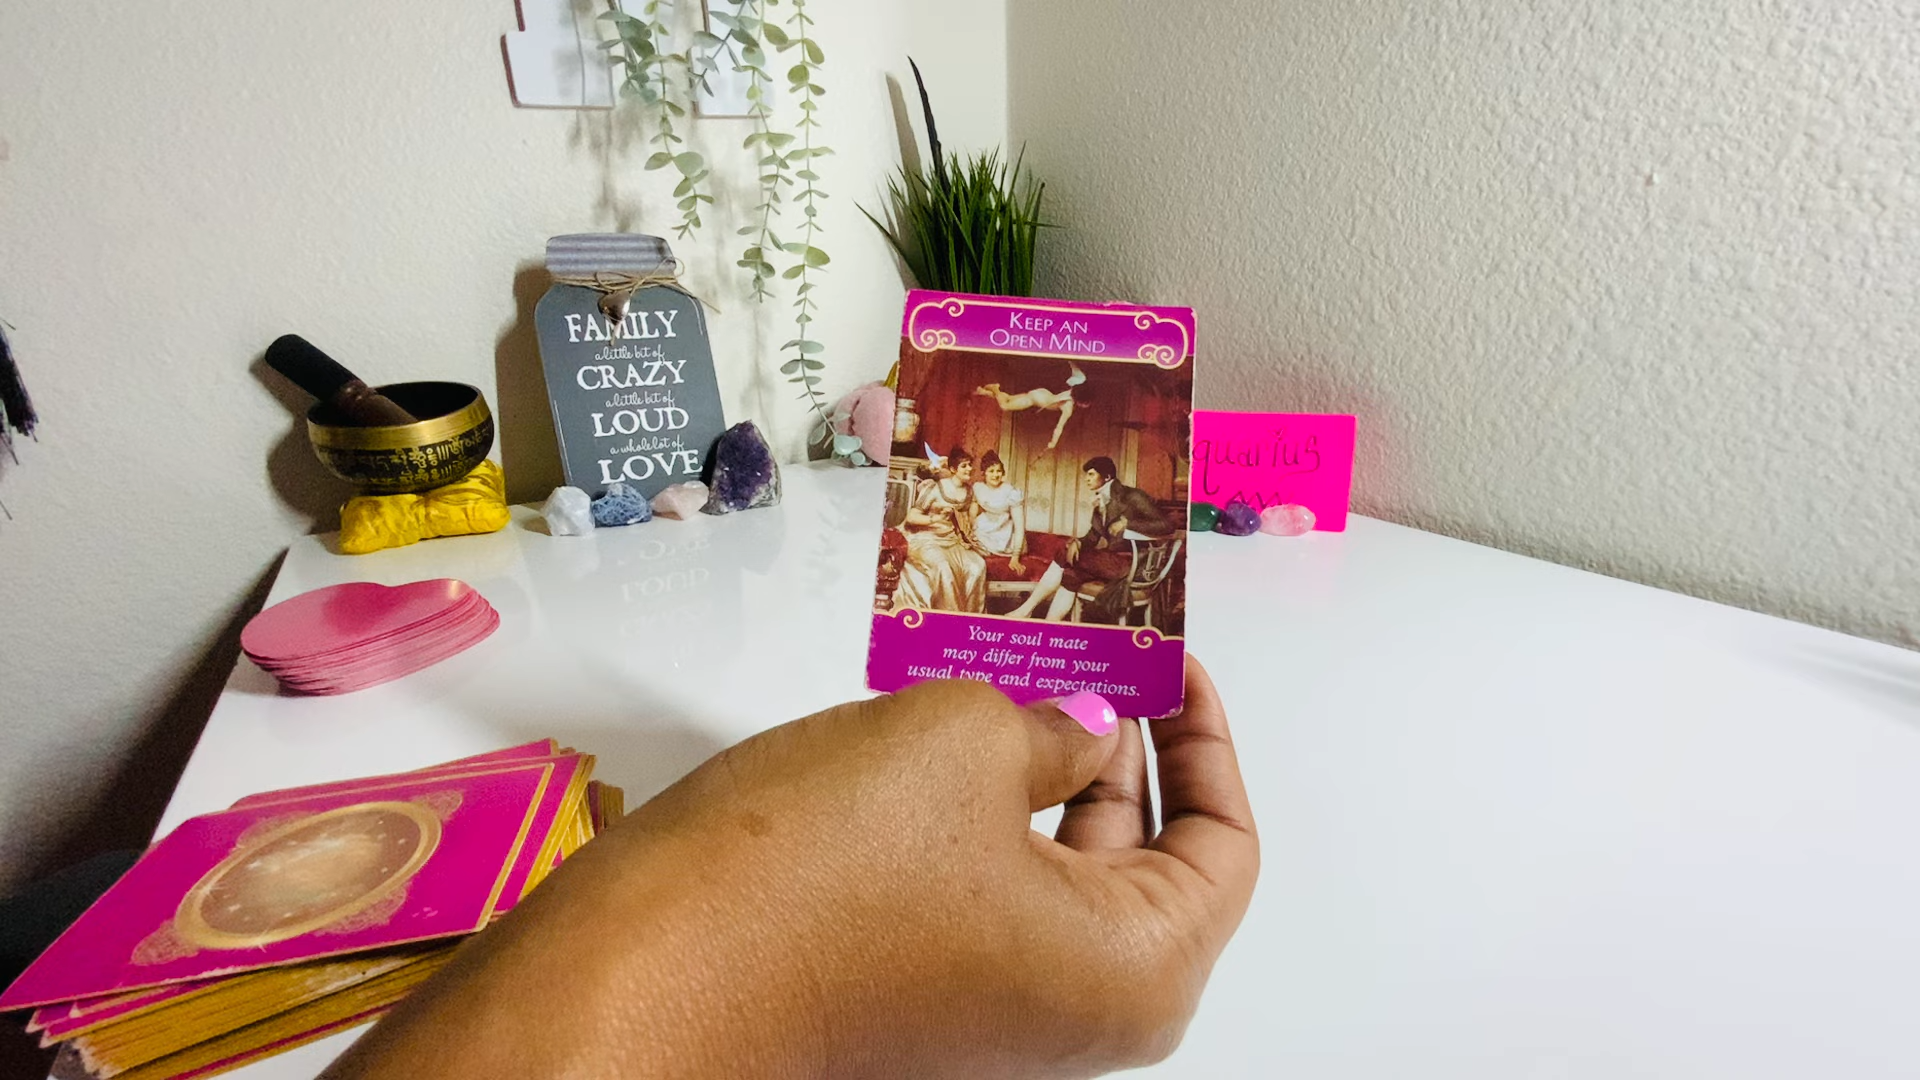 FAMILY
a little bit of
CRAZY
a little bit of
LOUD
a whole lot of
LOVE
KEEP AN
OPEN MIND
Your soul mate
may differ from your
usual type and expectations.
quarius